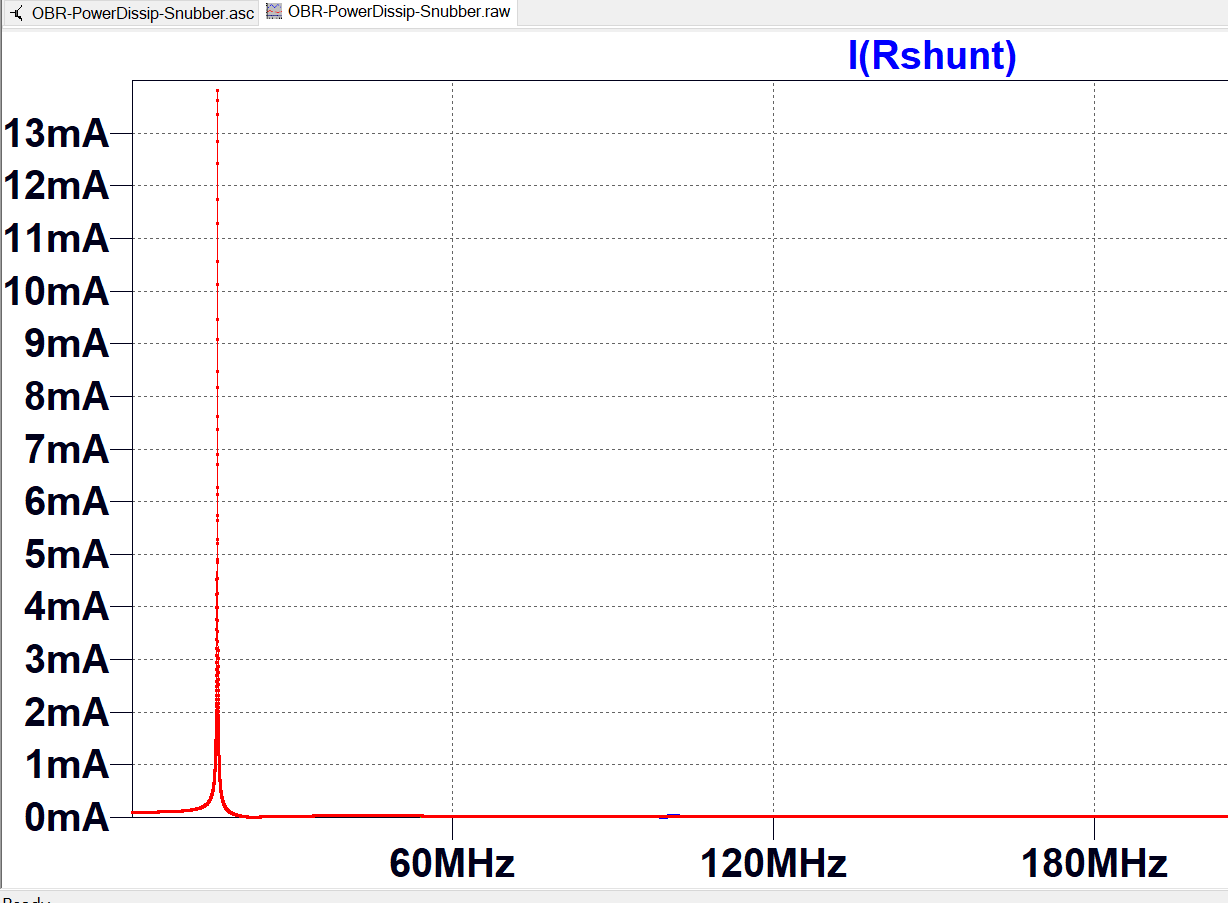 OBR-PowerDissip-Snubber.asc
OBR-PowerDissip-Snubber.raw
I(Rshunt)
13mA
12mA
11mA
10mA
9mA
8mA
7mA
6mA
5mA
4mA
3mA
2mA
1mA
0mA
60MHz
120MHz
180MHz